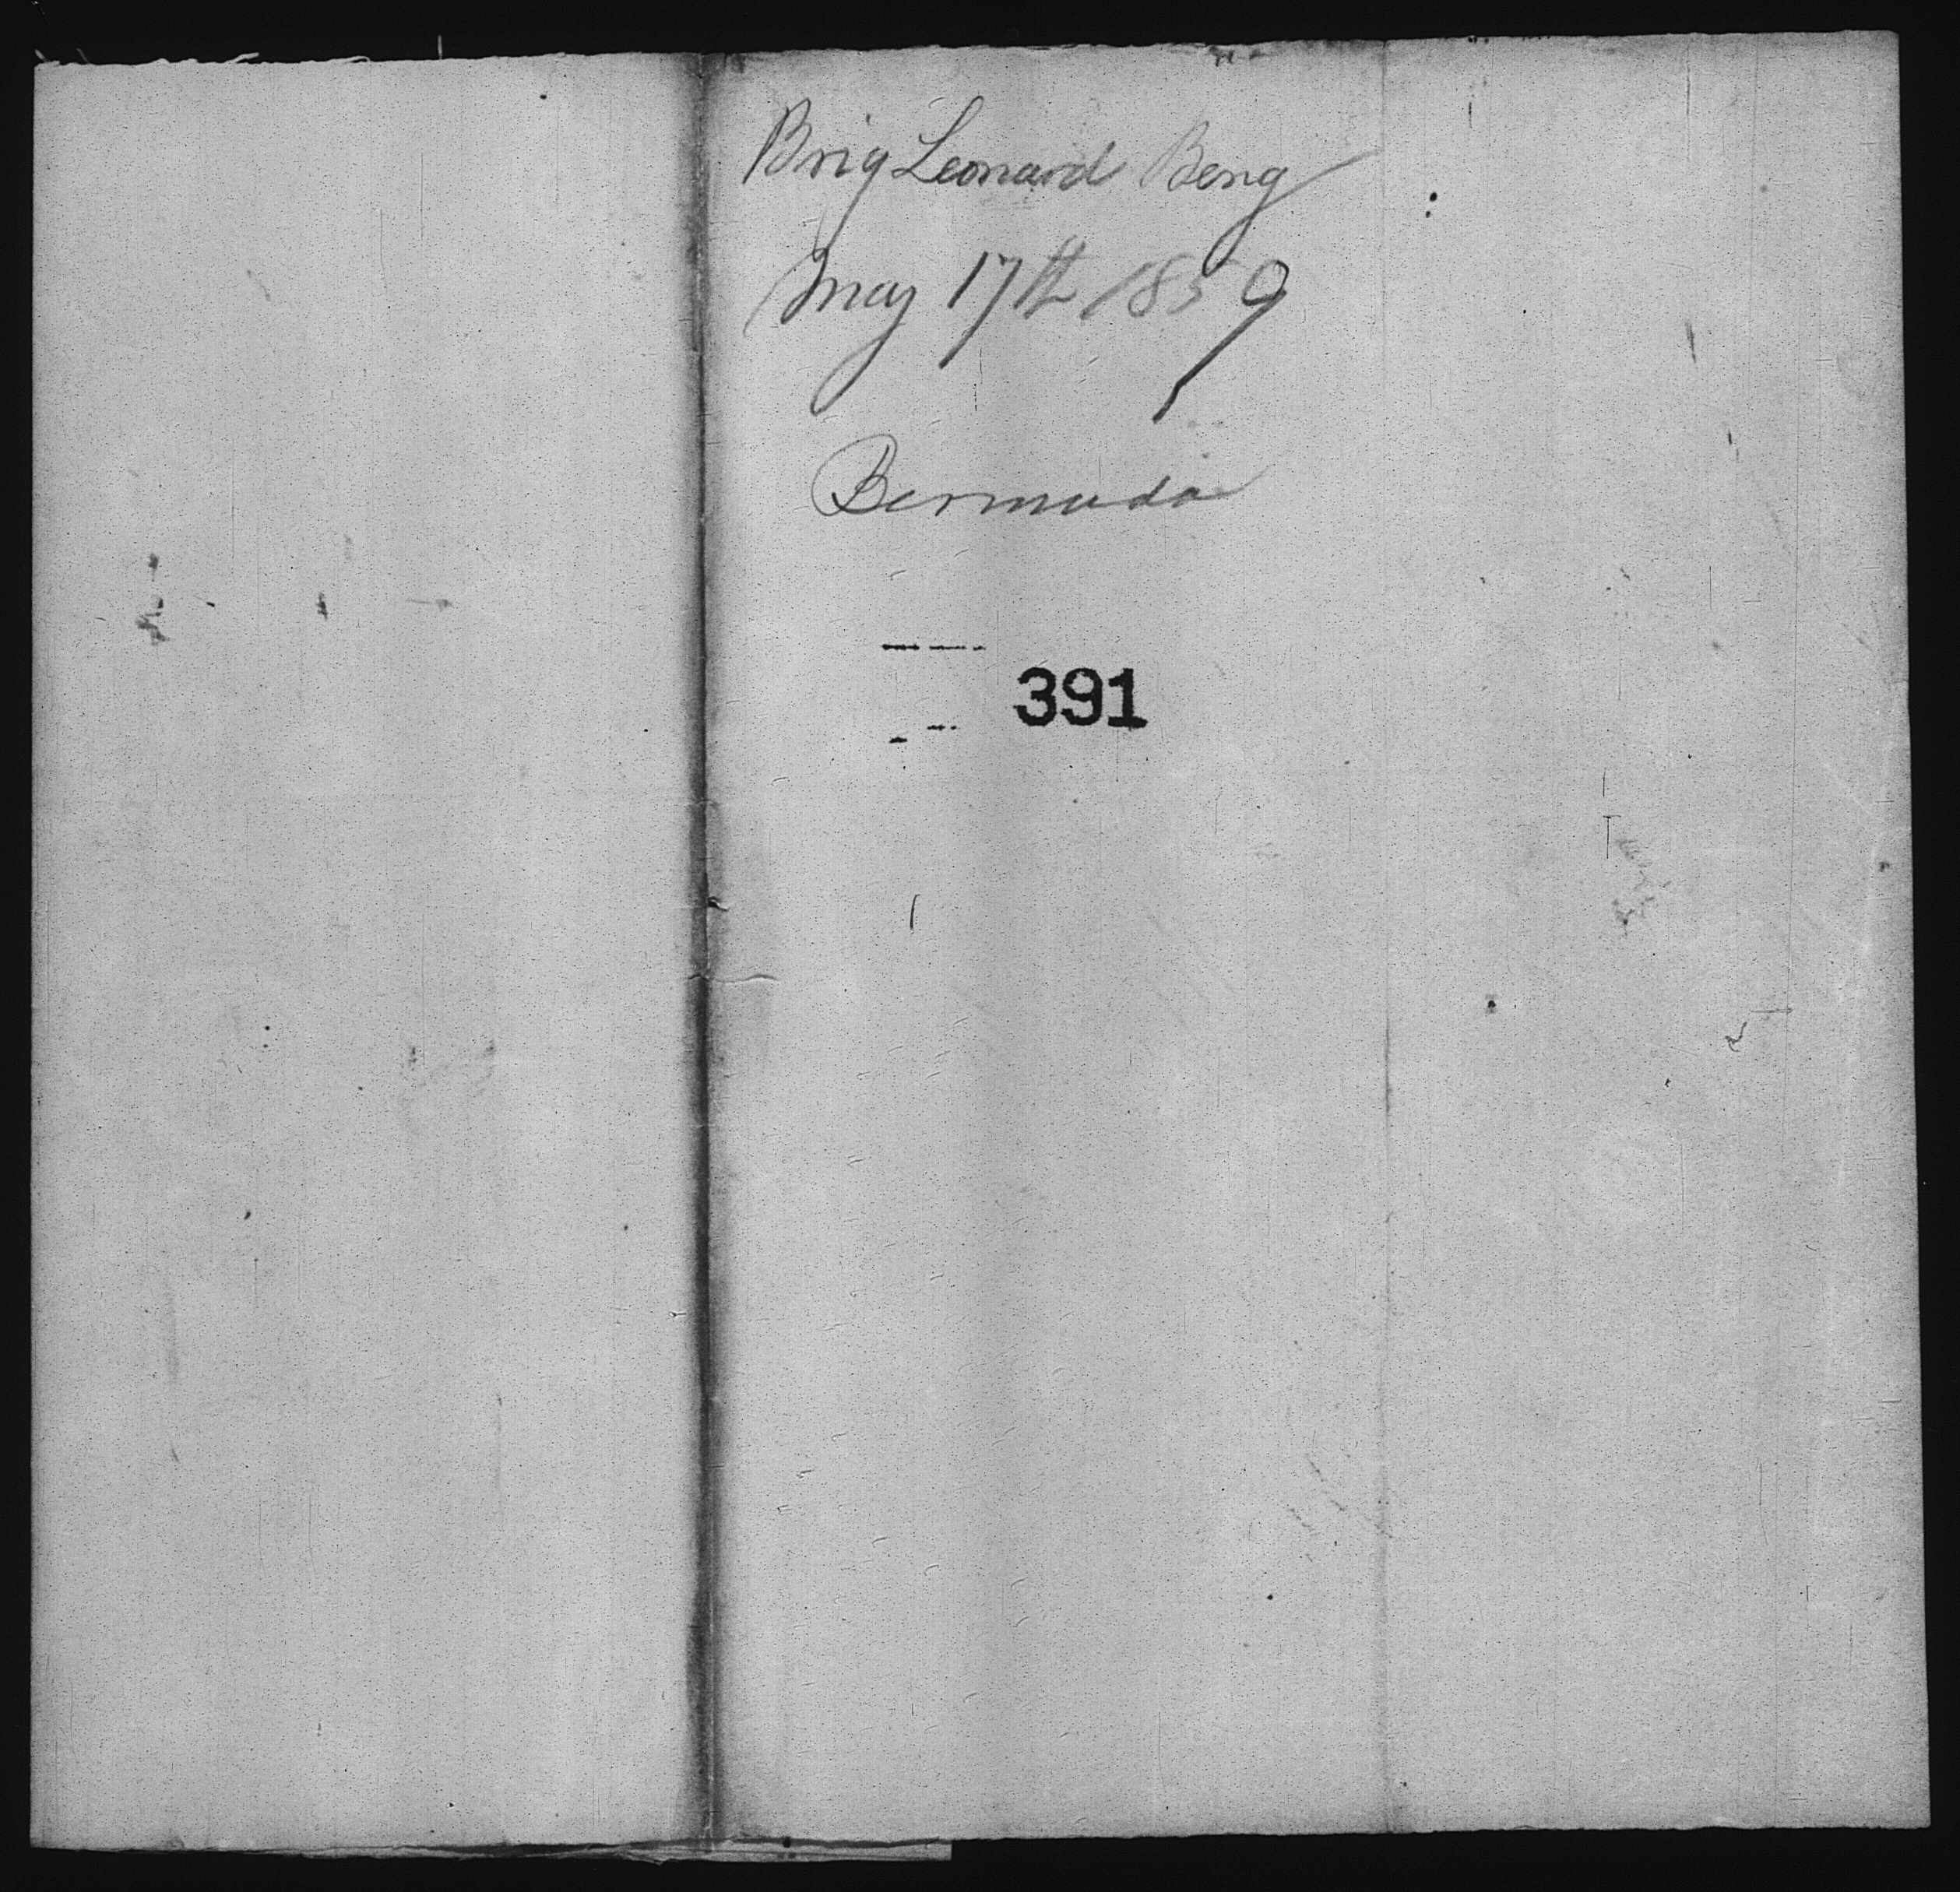 Brig Leonard Berry
May 17th 1859
Bermuda
391